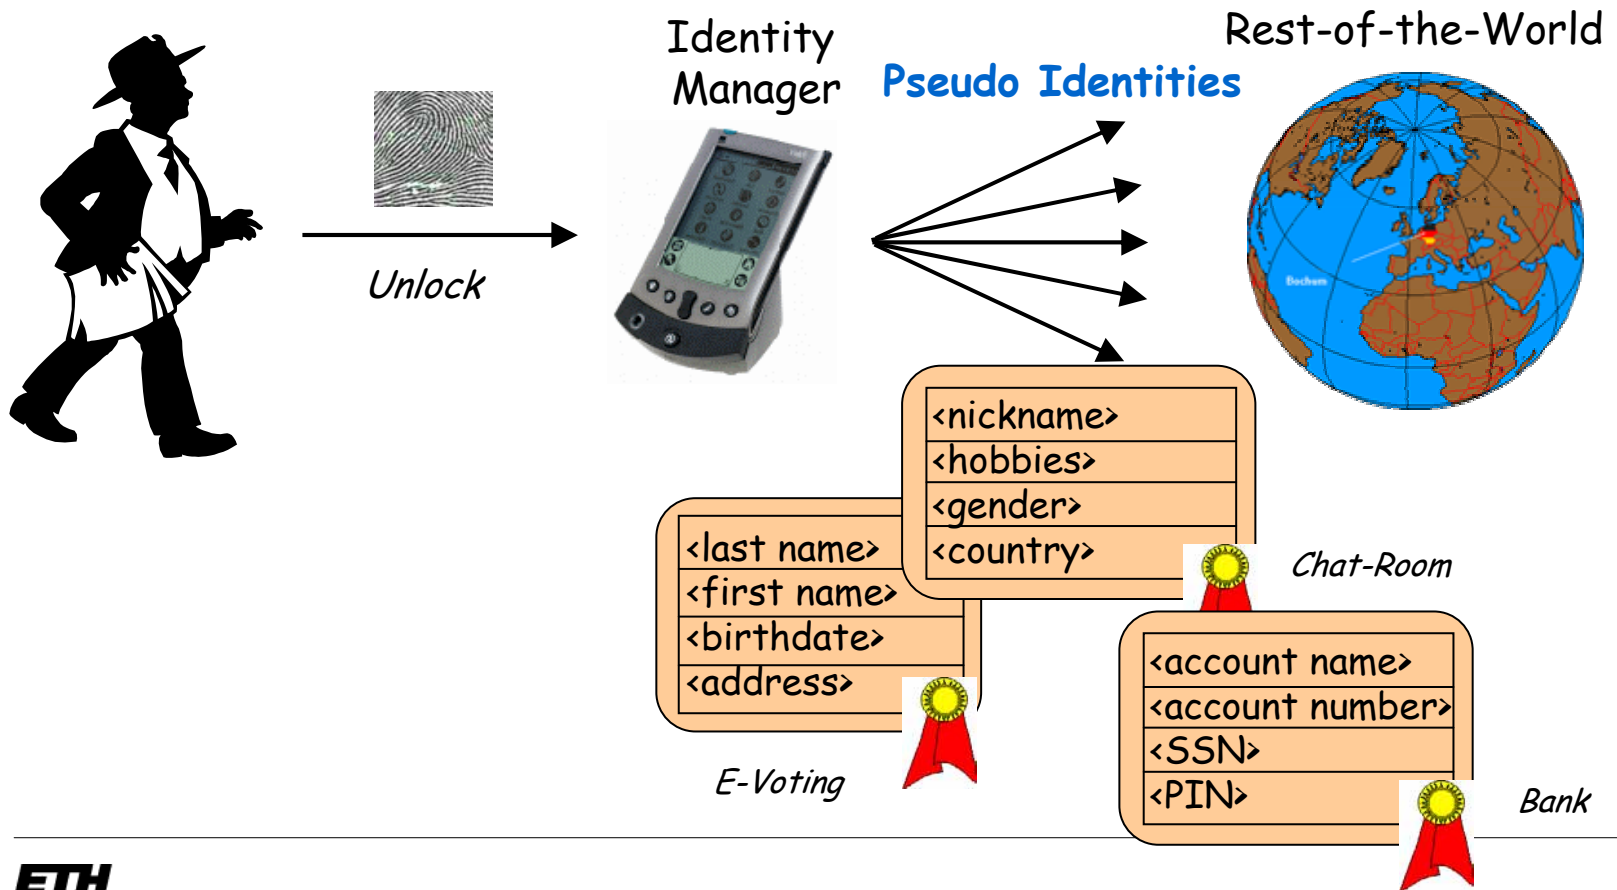 Identity
Manager
Pseudo Identities
Rest-of-the-World
Unlock
Bochum
<nickname>
<hobbies>
<gender>
<country>
Chat-Room
<last name>
<first name>
<birthdate>
<address>
E-Voting
<account name>
<account number>
<SSN>
<PIN>
Bank
ETH